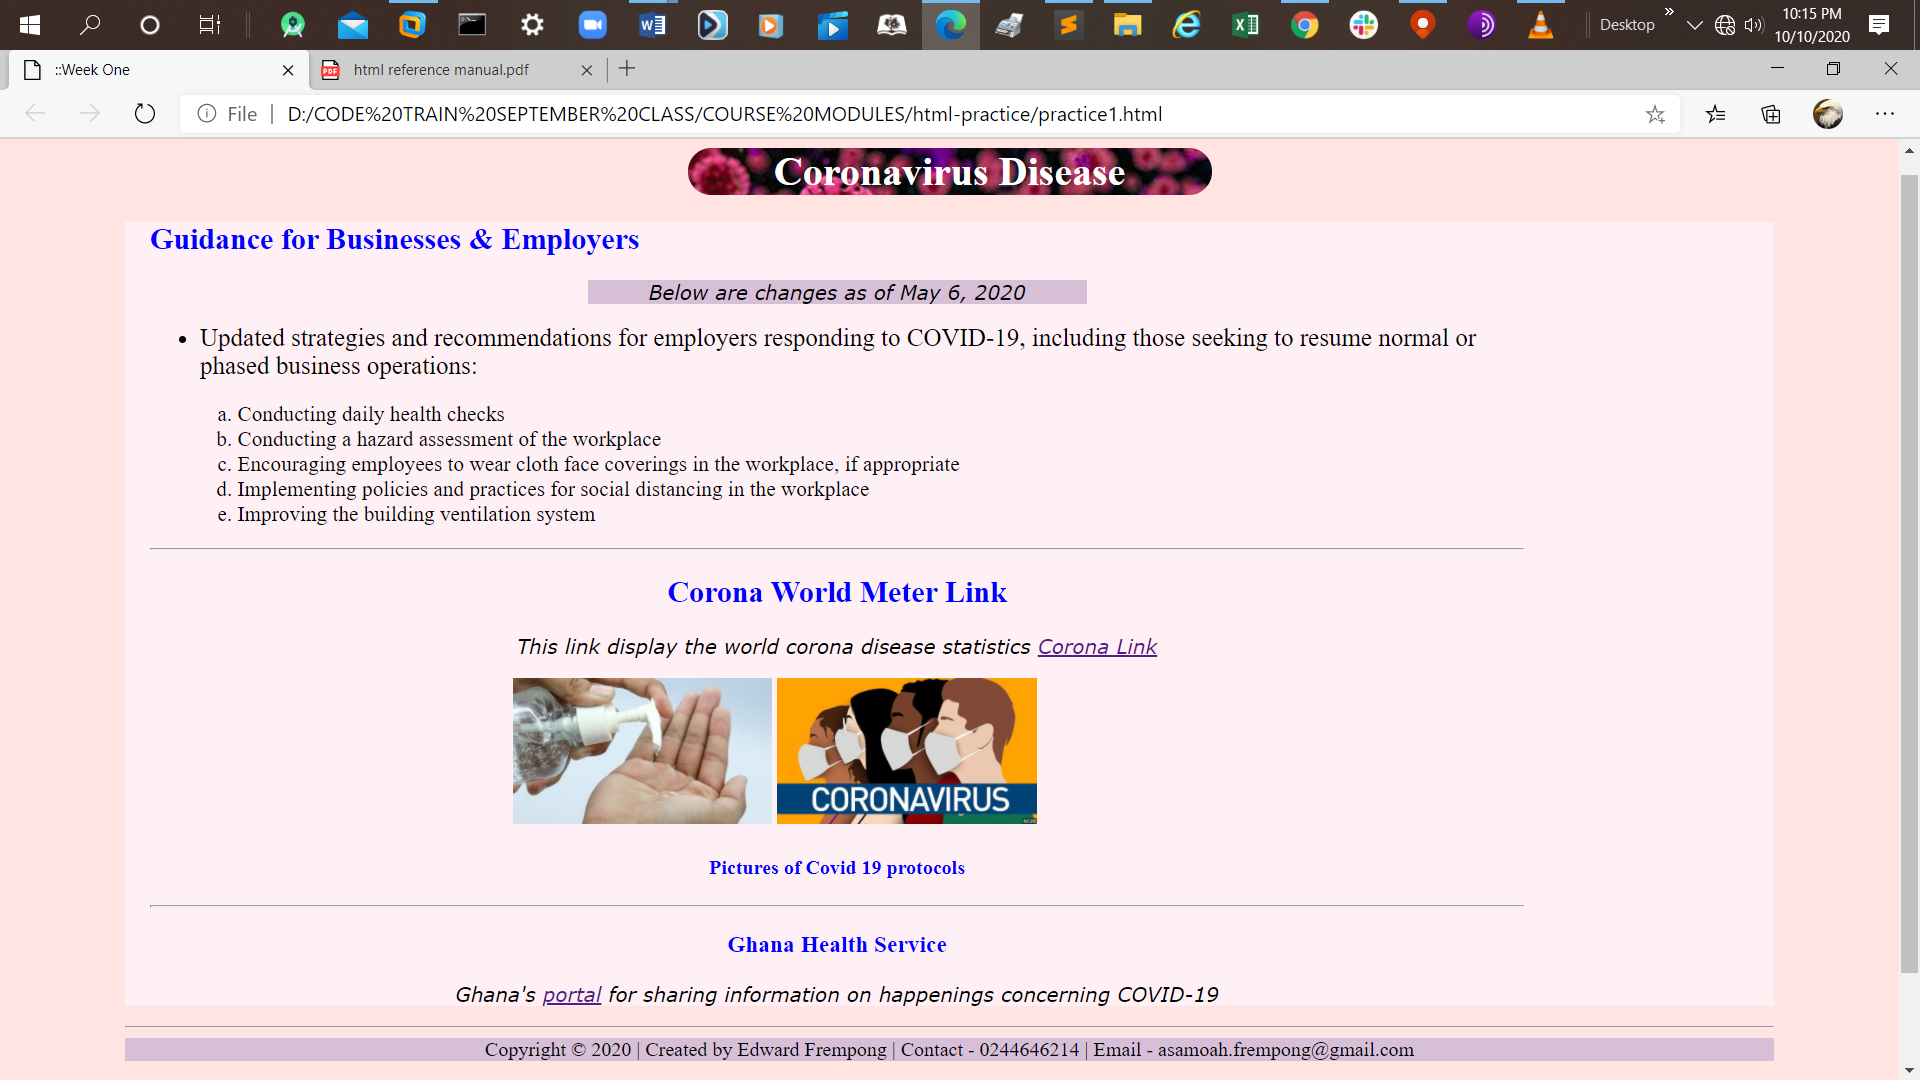 Desktop
10:15 PM
10/10/2020
::Week One
PDF
html reference manual.pdf
File
D:/CODE%20TRAIN%20SEPTEMBER%20CLASS/COURSE%20MODULES/html-practice/practice1.html
Coronavirus Disease
Guidance for Businesses & Employers
Below are changes as of May 6, 2020
• Updated strategies and recommendations for employers responding to COVID-19, including those seeking to resume normal or
phased business operations:
a. Conducting daily health checks
b. Conducting a hazard assessment of the workplace
c. Encouraging employees to wear cloth face coverings in the workplace, if appropriate
d. Implementing policies and practices for social distancing in the workplace
e. Improving the building ventilation system
Corona World Meter Link
This link display the world corona disease statistics Corona Link
CORONAVIRUS
Pictures of Covid 19 protocols
Ghana Health Service
Ghana's portal for sharing information on happenings concerning COVID-19
Copyright © 2020 | Created by Edward Frempong | Contact - 0244646214 | Email - asamoah.frempong@gmail.com